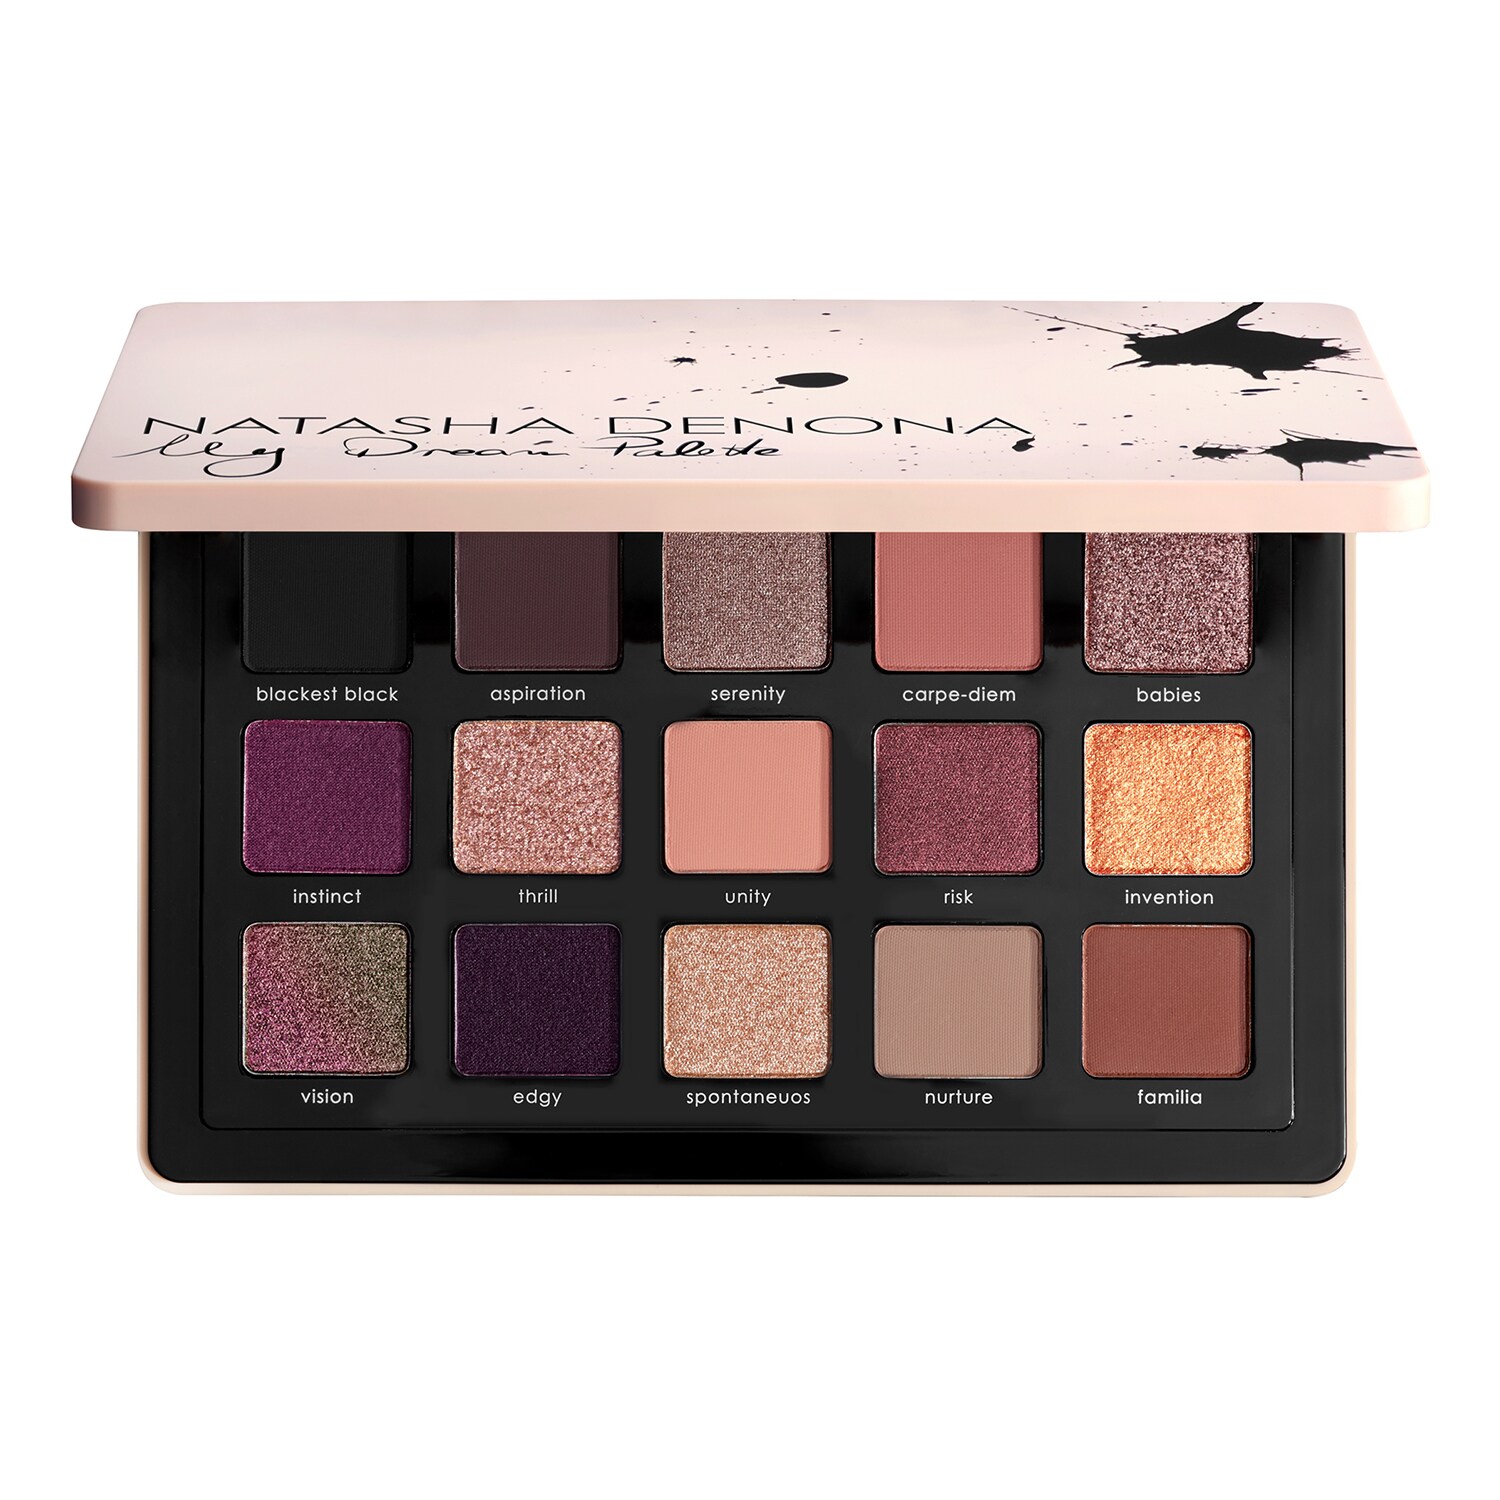 NATASHA DENONA
My Dream Palette
blackest black aspiration serenity carpe-diem babies
instinct thrill unity risk invention
vision edgy spontaneuos nurture familia